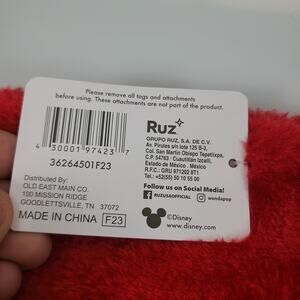 Please remove all tags and attachments
before using. These attachments are not part of the product.
4 30001 97423 7
36264501F23
Distributed By:
OLD EAST MAIN CO.
100 MISSION RIDGE
GOODLETTSVILLE, TN 37072
MADE IN CHINA F23
Ruz
GRUPO RUZ, S.A. DE C.V.
Av. Pirules s/n lote 125 B-3,
Col. San Martín Obispo Tepetlixpa,
C.P. 54763 - Cuautitlán Izcalli,
Estado de México . México
R.F.C.: GRU 971202 8T1
Tel.: +52(55) 50 10 55 00
Follow us on Social Media!
RUZUSAOFFICIAL wondapop
©Disney
www.disney.com